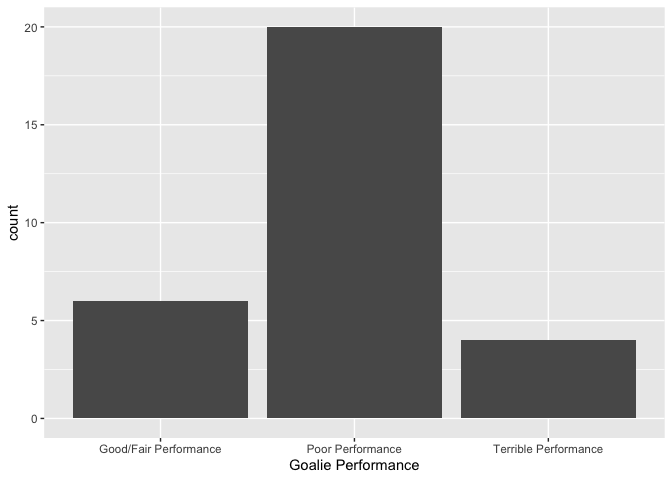 20
15
10
5
0
count
Good/Fair Performance
Poor Performance
Terrible Performance
Goalie Performance